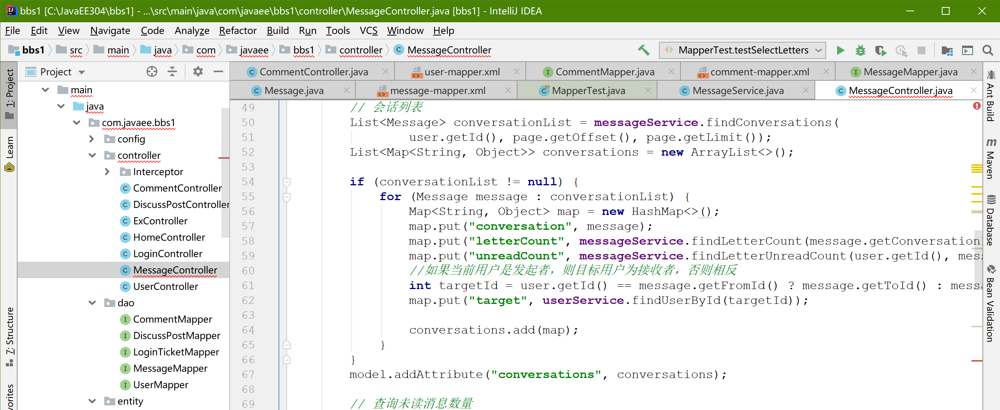 bbs1 [C:\JavaEE304\bbs1] - ...\src\main\java\com\javaee\bbs1\controller\MessageController.java [bbs1] - IntelliJ IDEA
File Edit View Navigate Code Analyze Refactor Build Run Tools VCS Window Help
bbs1 src main java com javaee bbs1 controller MessageController MapperTest.testSelectLetters
Project
CommentController.java user-mapper.xml CommentMapper.java comment-mapper.xml MessageMapper.java
Message.java message-mapper.xml MapperTest.java MessageService.java MessageController.java
1: Project
Learn
7: Structure
vorites
main
java
com.javaee.bbs1
config
controller
Interceptor
CommentController
DiscussPostController
ExController
HomeController
LoginController
MessageController
UserController
dao
CommentMapper
DiscussPostMapper
LoginTicketMapper
MessageMapper
UserMapper
entity
49 // 会话列表
50 List<Message> conversationList = messageService.findConversations(
51 user.getId(), page.getOffset(), page.getLimit());
52 List<Map<String, Object>> conversations = new ArrayList<>();
53
54 if (conversationList != null) {
55 for (Message message : conversationList) {
56 Map<String, Object> map = new HashMap<>();
57 map.put("conversation", message);
58 map.put("letterCount", messageService.findLetterCount(message.getConversation
59 map.put("unreadCount", messageService.findLetterUnreadCount(user.getId(), mess
60 //如果当前用户是发起者，则目标用户为接收者，否则相反
61 int targetId = user.getId() == message.getFromId() ? message.getToId() : messa
62 map.put("target", userService.findUserById(targetId));
63
64 conversations.add(map);
65 }
66 }
67 model.addAttribute("conversations", conversations);
68
69 // 查询未读消息数量
Ant Build
Maven
Database
Bean Validation